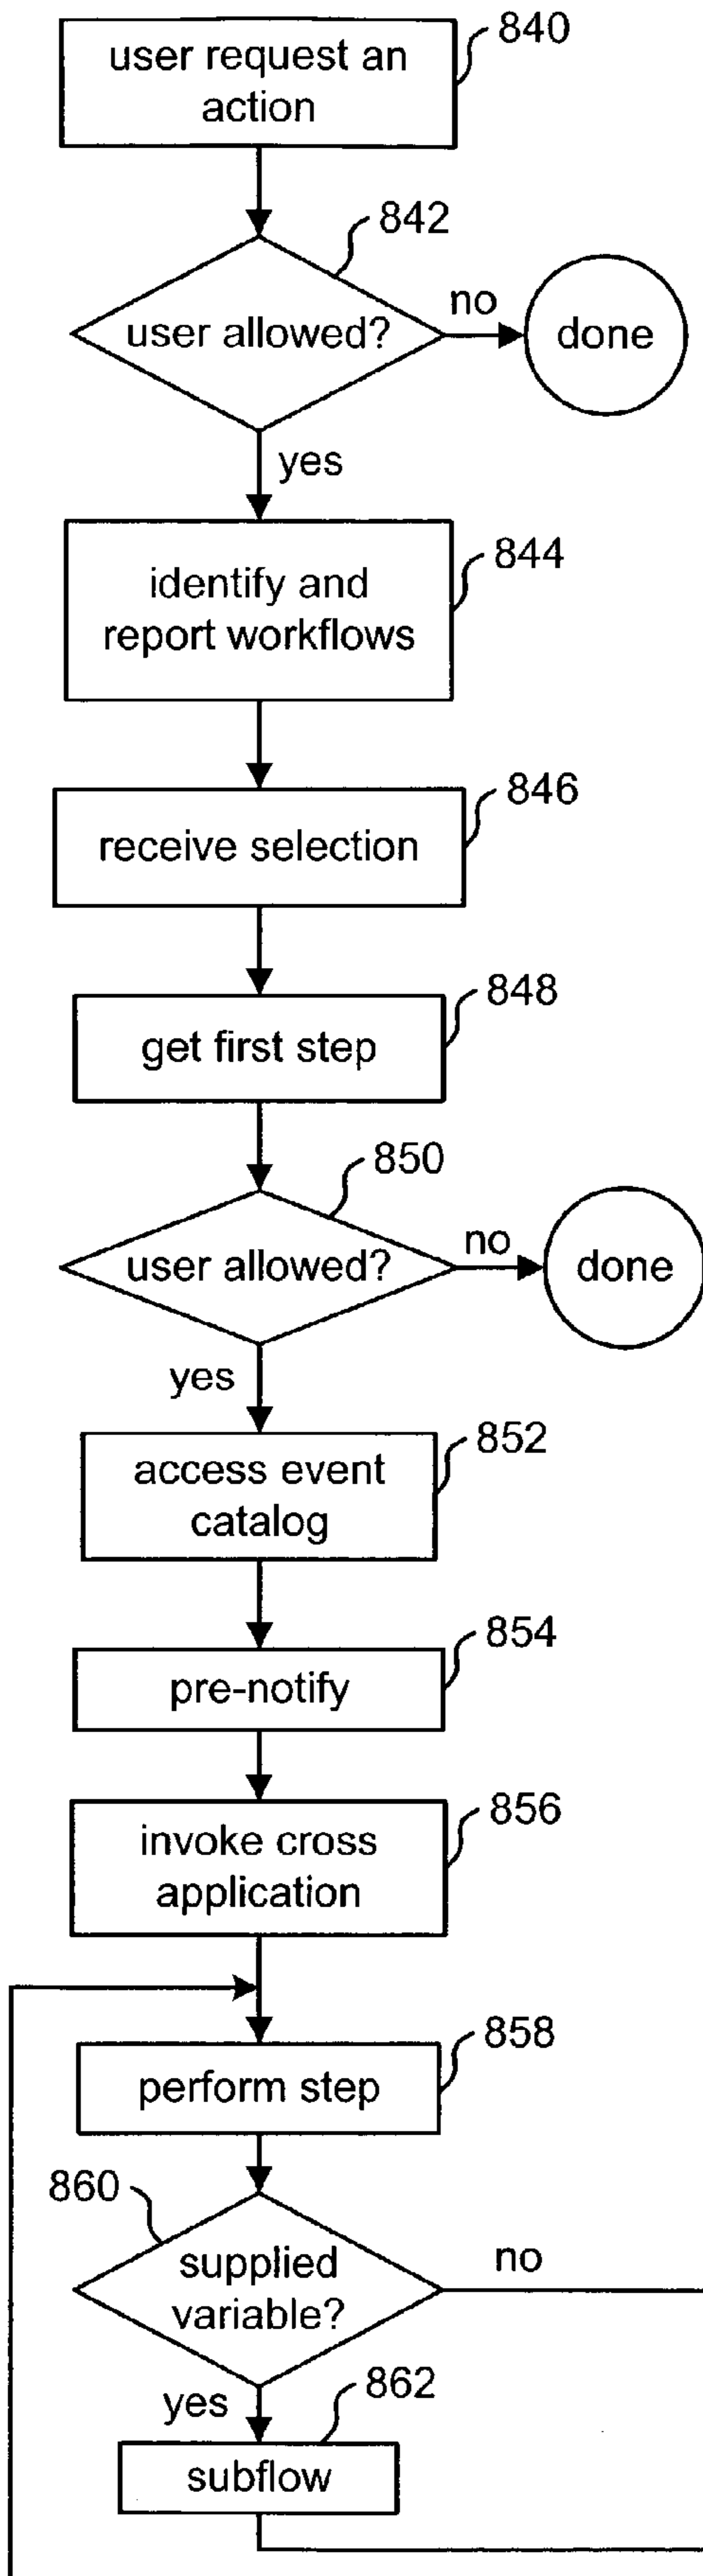 user request an
action
840
842
user allowed?
no
done
yes
identify and
report workflows
844
receive selection
846
get first step
848
850
user allowed?
no
done
yes
access event
catalog
852
pre-notify
854
invoke cross
application
856
perform step
858
860
supplied
variable?
no
yes
862
subflow